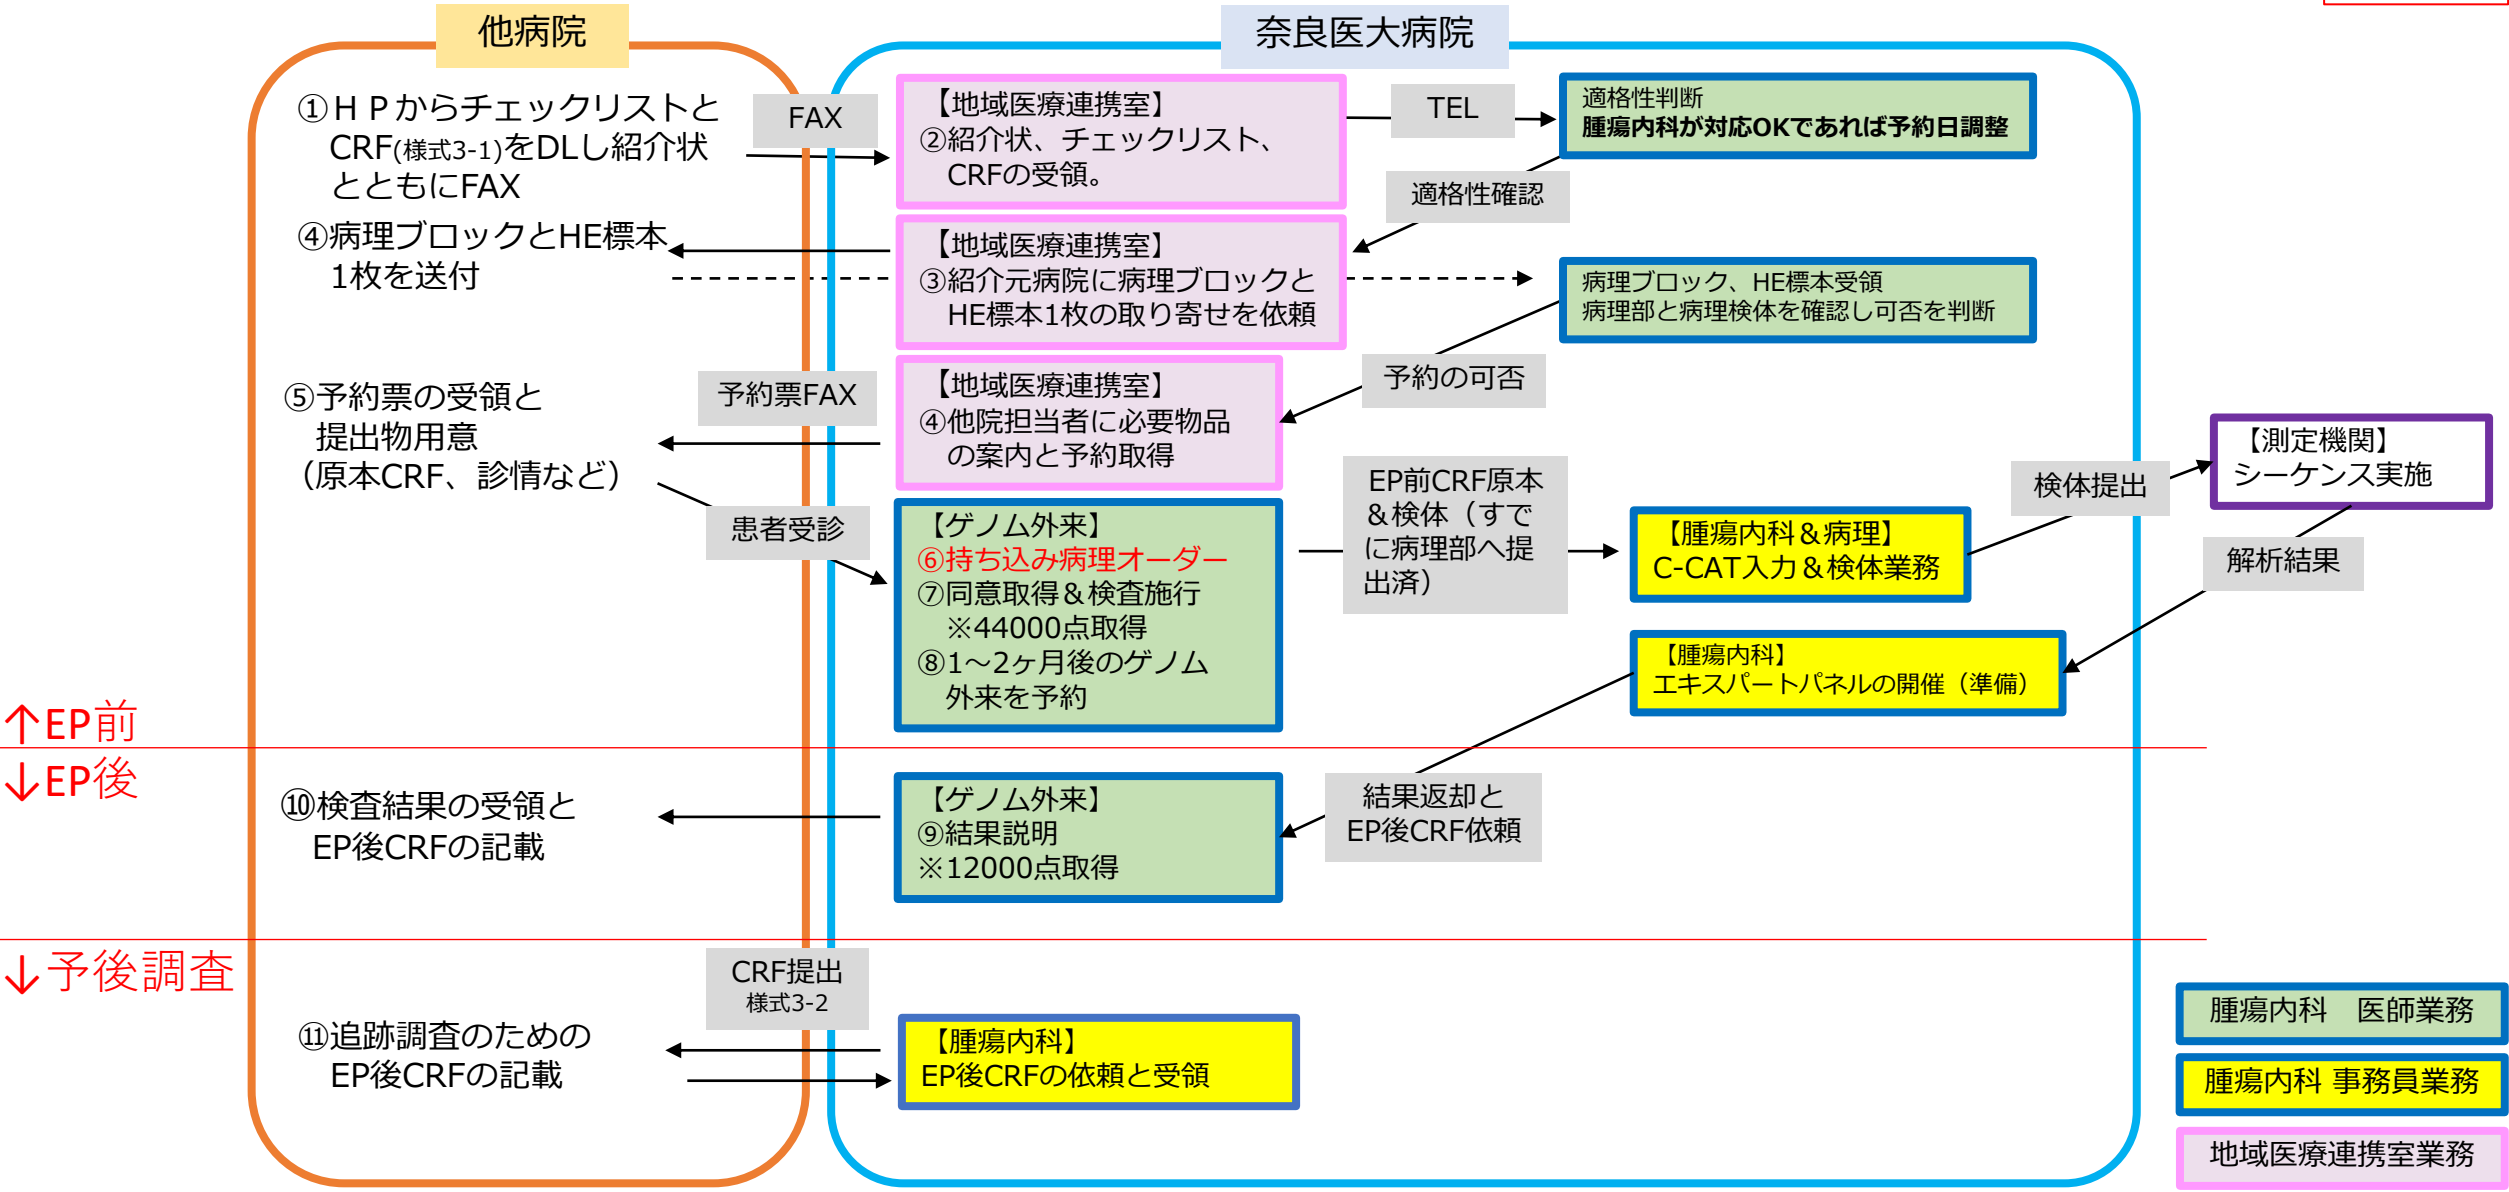 他病院
奈良医大病院
①ＨＰからチェックリストと
CRF(様式3-1)をDLし紹介状
とともにFAX
FAX
【地域医療連携室】
②紹介状、チェックリスト、
CRFの受領。
TEL
適格性判断
腫瘍内科が対応OKであれば予約日調整
適格性確認
④病理ブロックとHE標本
1枚を送付
【地域医療連携室】
③紹介元病院に病理ブロックと
HE標本1枚の取り寄せを依頼
病理ブロック、HE標本受領
病理部と病理検体を確認し可否を判断
予約の可否
⑤予約票の受領と
提出物用意
（原本CRF、診情など）
予約票FAX
【地域医療連携室】
④他院担当者に必要物品
の案内と予約取得
患者受診
【ゲノム外来】
⑥持ち込み病理オーダー
⑦同意取得＆検査施行
※44000点取得
⑧1～2ヶ月後のゲノム
外来を予約
EP前CRF原本
＆検体（すで
に病理部へ提
出済）
【腫瘍内科＆病理】
C-CAT入力＆検体業務
検体提出
【測定機関】
シーケンス実施
解析結果
【腫瘍内科】
エキスパートパネルの開催（準備）
↑EP前
↓EP後
⑩検査結果の受領と
EP後CRFの記載
【ゲノム外来】
⑨結果説明
※12000点取得
結果返却と
EP後CRF依頼
↓予後調査
CRF提出
様式3-2
⑪追跡調査のための
EP後CRFの記載
【腫瘍内科】
EP後CRFの依頼と受領
腫瘍内科　医師業務
腫瘍内科 事務員業務
地域医療連携室業務